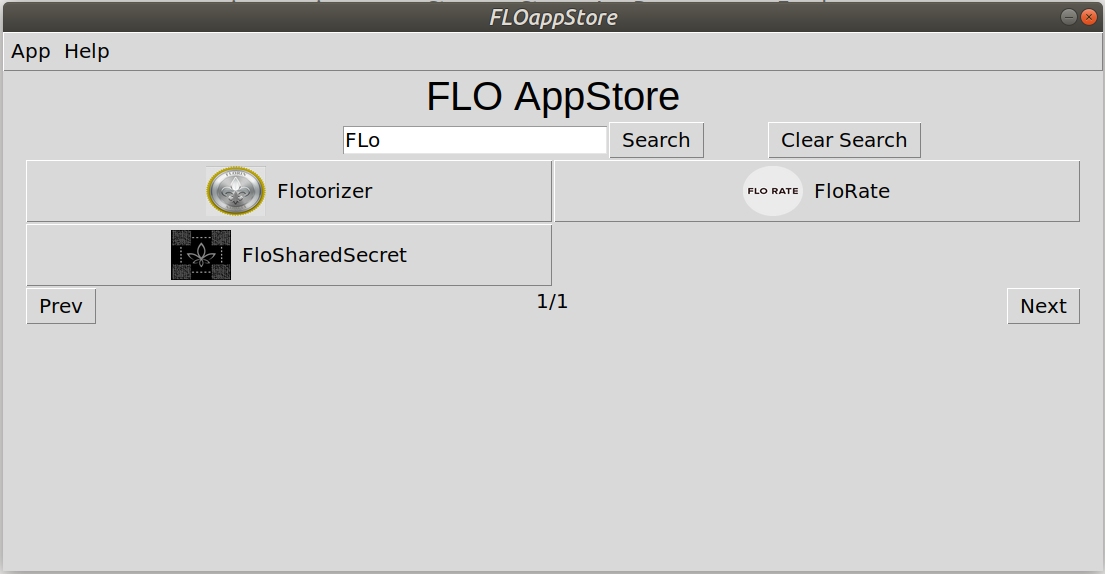 FLOappStore
App Help
FLO AppStore
FLo Search Clear Search
Flotorizer FLO RATE FloRate
FloSharedSecret
Prev 1/1 Next